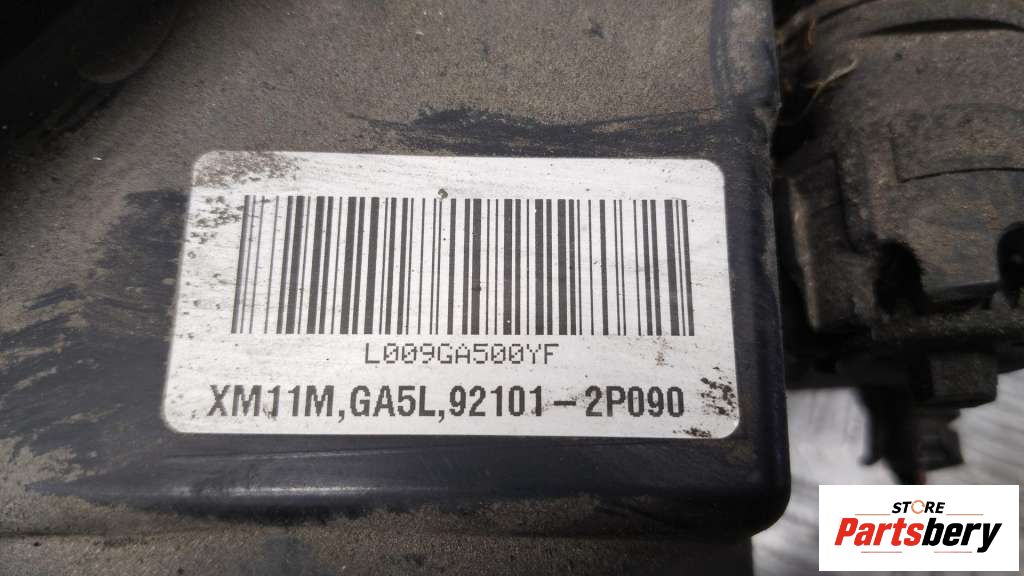 L009GA500YF
XM11M,GA5L,92101-2P090
STORE
Partsbery